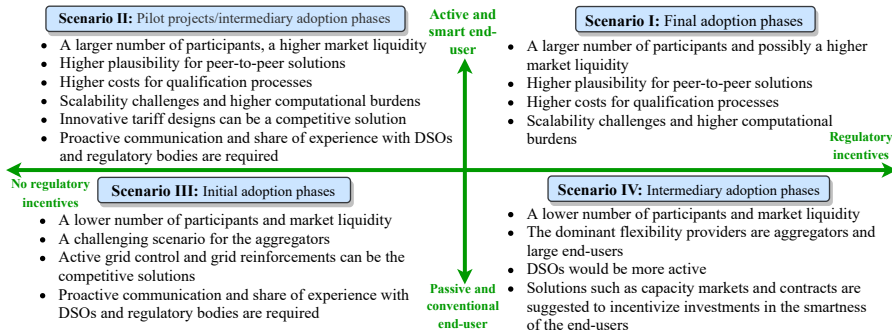 Scenario II: Pilot projects/intermediary adoption phases
• A larger number of participants, a higher market liquidity
• Higher plausibility for peer-to-peer solutions
• Higher costs for qualification processes
• Scalability challenges and higher computational burdens
• Innovative tariff designs can be a competitive solution
• Proactive communication and share of experience with DSOs
and regulatory bodies are required
Active and
smart end-
user
Scenario I: Final adoption phases
• A larger number of participants and possibly a higher
market liquidity
• Higher plausibility for peer-to-peer solutions
• Higher costs for qualification processes
• Scalability challenges and higher computational
burdens
Regulatory
incentives
No regulatory
incentives
Scenario III: Initial adoption phases
• A lower number of participants and market liquidity
• A challenging scenario for the aggregators
• Active grid control and grid reinforcements can be the
competitive solutions
• Proactive communication and share of experience with
DSOs and regulatory bodies are required
Passive and
conventional
end-user
Scenario IV: Intermediary adoption phases
• A lower number of participants and market liquidity
• The dominant flexibility providers are aggregators and
large end-users
• DSOs would be more active
• Solutions such as capacity markets and contracts are
suggested to incentivize investments in the smartness
of the end-users